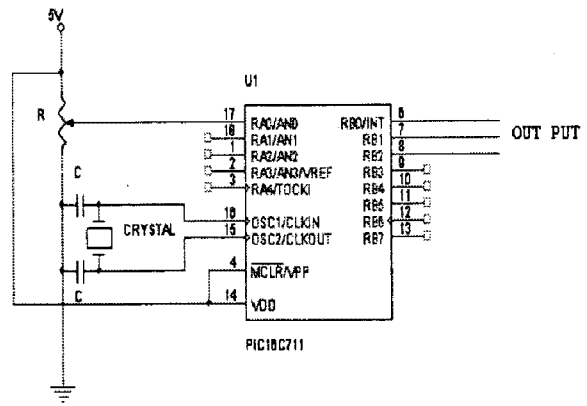 5V
U1
R
17 RA0/AN0 RB0/INT 6
18 RA1/AN1 RB1 7
1 RA2/AN2 RB2 8
2 RA3/AN3/VREF RB3 9
3 RA4/TOCKI RB4 10
RB5 11
16 OSC1/CLKIN RB6 12
15 OSC2/CLKOUT RB7 13
4 MCLR/VPP
14 VDD
OUT PUT
C
CRYSTAL
C
PIC16C711